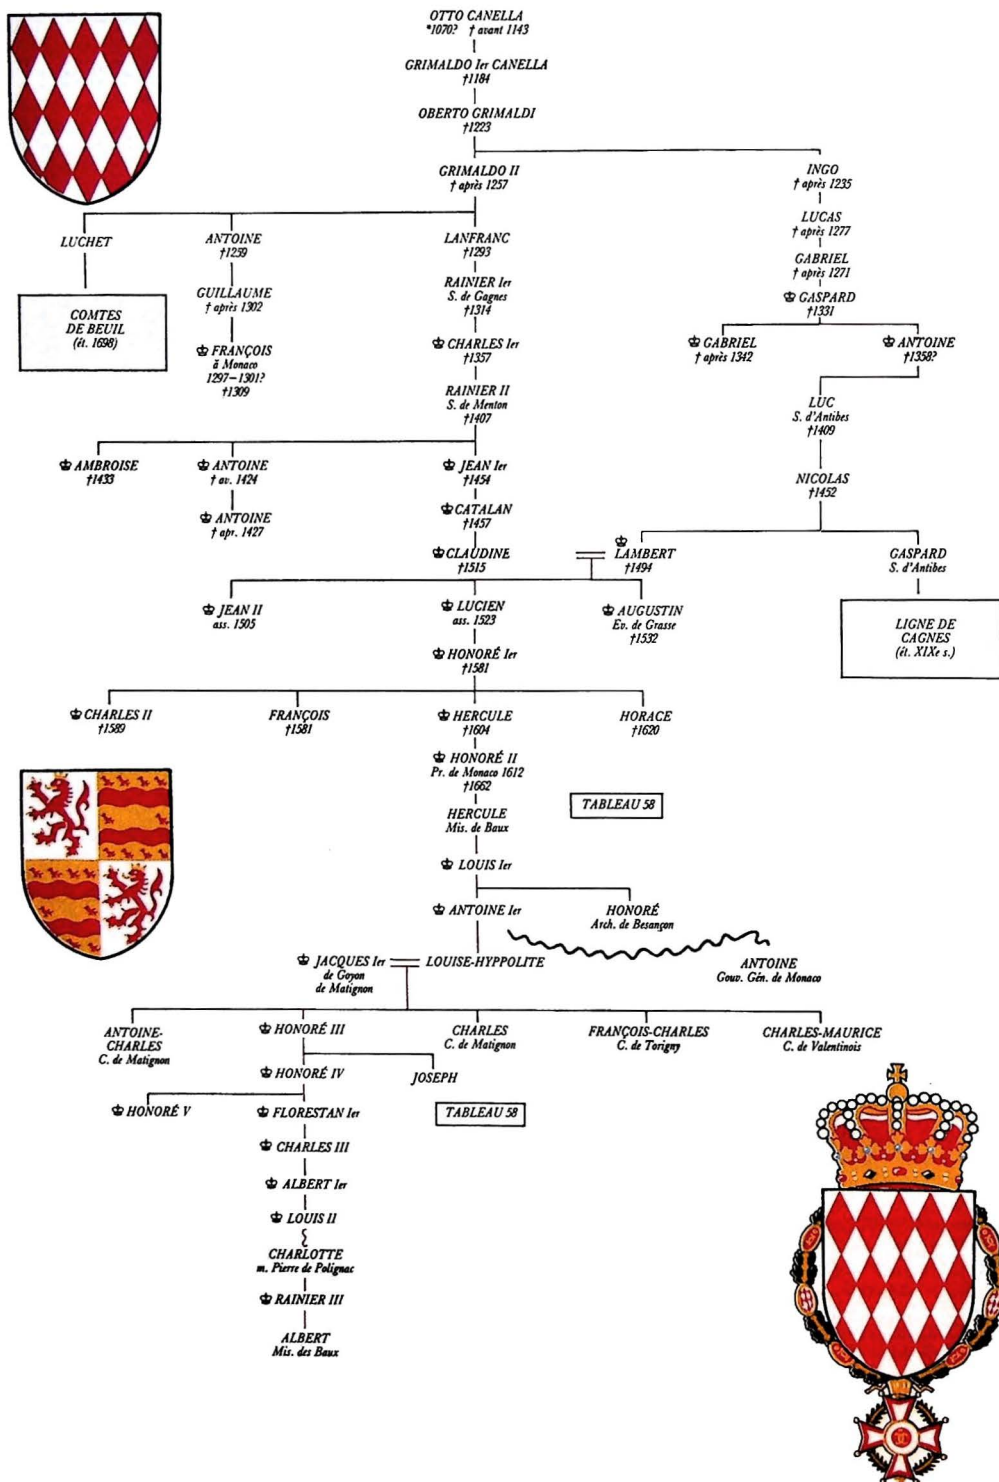 OTTO CANELLA
*1070? † avant 1143
GRIMALDO Ier CANELLA
†1184
OBERTO GRIMALDI
†1223
GRIMALDO II
† après 1257
INGO
† après 1235
LUCAS
† après 1277
GABRIEL
† après 1271
GASPARD
†1331
LUCHET
ANTOINE
†1259
LANFRANC
†1293
COMTES
DE BEUIL
(ét. 1698)
GUILLAUME
† après 1302
RAINIER Ier
S. de Gagnes
†1314
FRANÇOIS
à Monaco
1297–1301?
†1309
CHARLES Ier
†1357
GABRIEL
† après 1342
ANTOINE
†1358?
RAINIER II
S. de Menton
†1407
LUC
S. d'Antibes
†1409
AMBROISE
†1433
ANTOINE
† av. 1424
JEAN Ier
†1454
NICOLAS
†1452
ANTOINE
† apr. 1427
CATALAN
†1457
CLAUDINE
†1515
LAMBERT
†1494
GASPARD
S. d'Antibes
JEAN II
ass. 1505
LUCIEN
ass. 1523
AUGUSTIN
Ev. de Grasse
†1532
LIGNE DE
CAGNES
(ét. XIXe s.)
HONORÉ Ier
†1581
CHARLES II
†1589
FRANÇOIS
†1581
HERCULE
†1604
HORACE
†1620
HONORÉ II
Pr. de Monaco 1612
†1662
HERCULE
Mis. de Baux
TABLEAU 58
LOUIS Ier
ANTOINE Ier
HONORÉ
Arch. de Besançon
JACQUES Ier
de Goyon
de Matignon
LOUISE-HYPPOLITE
ANTOINE
Gouv. Gén. de Monaco
ANTOINE-
CHARLES
C. de Matignon
HONORÉ III
CHARLES
C. de Matignon
FRANÇOIS-CHARLES
C. de Torigny
CHARLES-MAURICE
C. de Valentinois
HONORÉ IV
JOSEPH
HONORÉ V
FLORESTAN Ier
TABLEAU 58
CHARLES III
ALBERT Ier
LOUIS II
CHARLOTTE
m. Pierre de Polignac
RAINIER III
ALBERT
Mis. des Baux